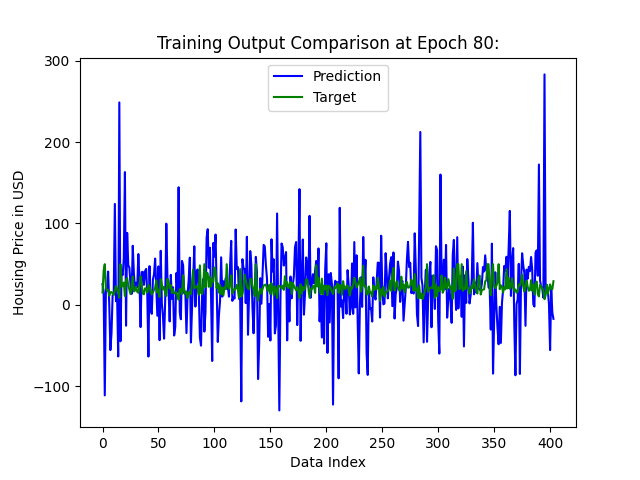 Training Output Comparison at Epoch 80:
Prediction
Target
Housing Price in USD
300
200
100
0
−100
0 50 100 150 200 250 300 350 400
Data Index